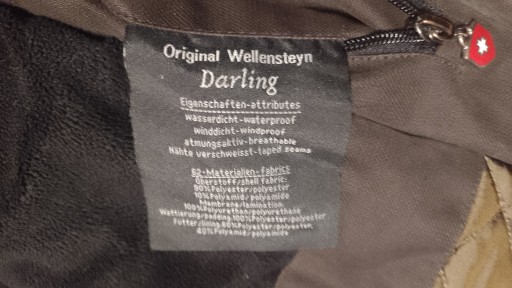 Original Wellensteyn
Darling
Eigenschaften-attributes
wasserdicht-waterproof
winddicht-windproof
atmungsaktiv-breathable
Nähte verschweisst-taped seams
82-Materialien-fabrics
Oberstoff/shell fabric:
90%Polyester/polyester
10%Polyamid/polyamide
Membrane/lamination:
100%Polyurethan/polyurethane
Wattierung/padding:100%Polyester/polyester
Futter/lining:60%Polyester/polyester,
40%Polyamid/polyamide